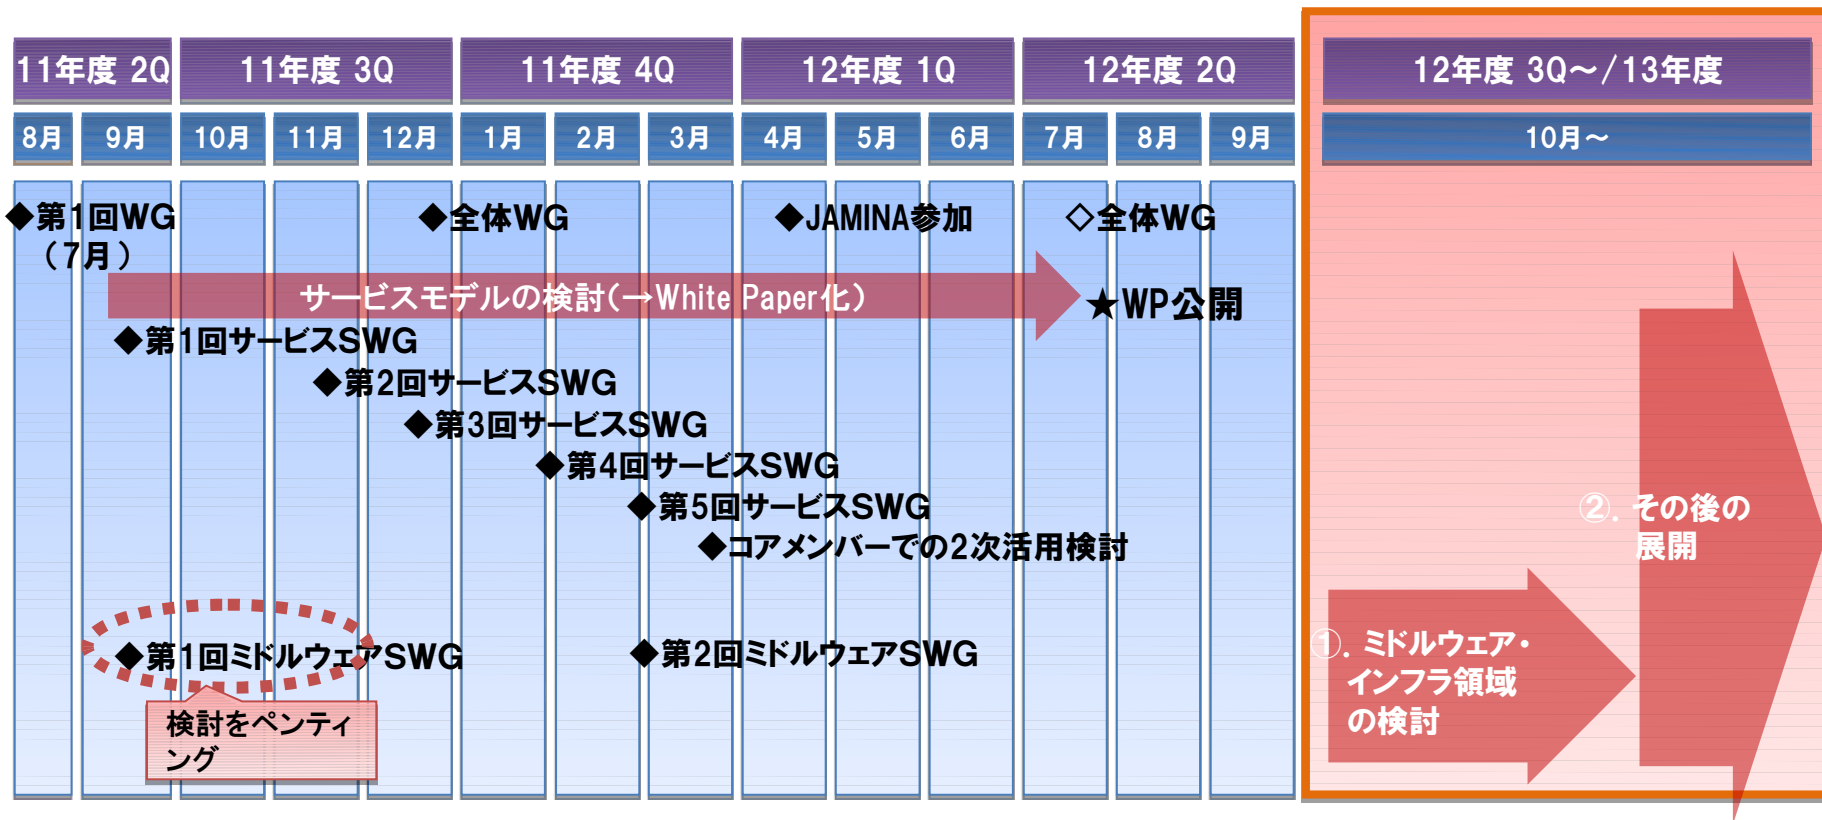 11年度 2Q
11年度 3Q
11年度 4Q
12年度 1Q
12年度 2Q
12年度 3Q～/13年度
8月
9月
10月
11月
12月
1月
2月
3月
4月
5月
6月
7月
8月
9月
10月～
◆第1回WG
（7月）
◆全体WG
◆JAMINA参加
◇全体WG
サービスモデルの検討(→White Paper化)
★WP公開
◆第1回サービスSWG
◆第2回サービスSWG
◆第3回サービスSWG
◆第4回サービスSWG
◆第5回サービスSWG
◆コアメンバーでの2次活用検討
◆第1回ミドルウェアSWG
◆第2回ミドルウェアSWG
検討をペンティ
ング
①. ミドルウェア・
インフラ領域
の検討
②. その後の
展開